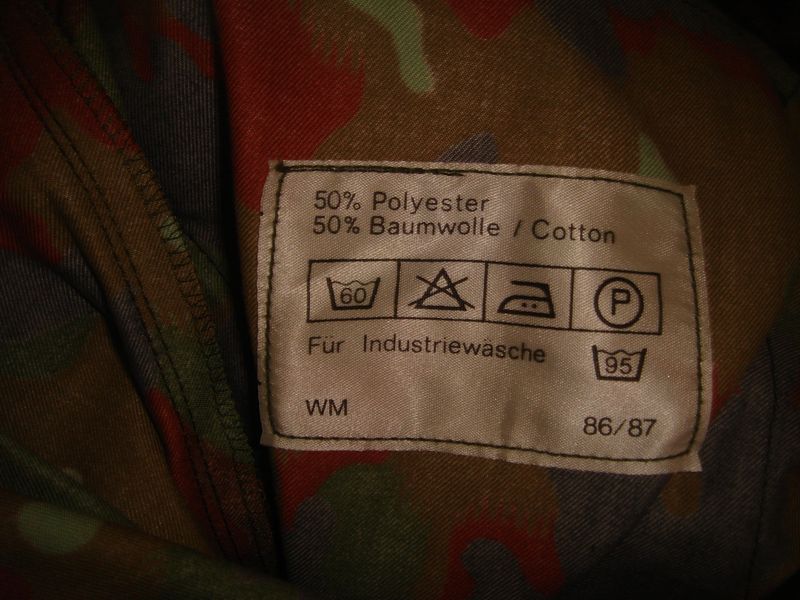 50% Polyester
50% Baumwolle / Cotton
60 P
Für Industriewäsche 95
WM 86/87